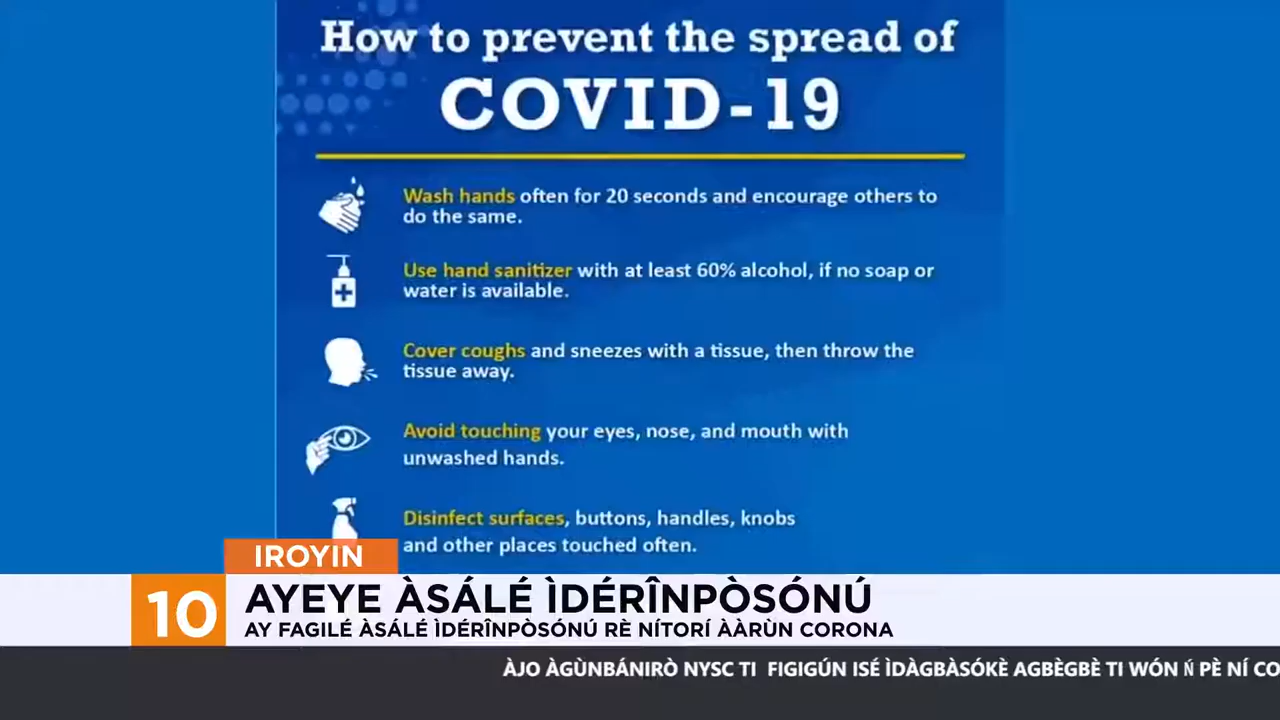 How to prevent the spread of
COVID-19
Wash hands often for 20 seconds and encourage others to
do the same.
Use hand sanitizer with at least 60% alcohol, if no soap or
water is available.
Cover coughs and sneezes with a tissue, then throw the
tissue away.
Avoid touching your eyes, nose, and mouth with
unwashed hands.
Disinfect surfaces, buttons, handles, knobs
and other places touched often.
IROYIN
10
AYEYE ÀSÁLÉ ÌDÉRÎNPÒSÓNÚ
AY FAGILÉ ÀSÁLÉ ÌDÉRÎNPÒSÓNÚ RÈ NÍTORÍ ÀÀRÙN CORONA
ÀJO ÀGÙNBÁNIRÒ NYSC TI FIGIGÚN ISÉ ÌDÀGBÀSÓKÈ AGBÈGBÈ TI WÓN Ń PÈ NÍ CO